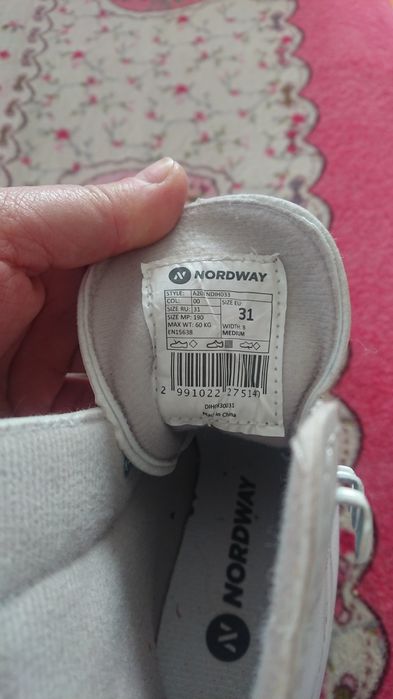 NORDWAY
STYLE: A20ENDIH033
COL: 00
SIZE RU: 31
SIZE MP: 190
MAX WT: 60 KG
EN15638
SIZE EU
31
WIDTH: B
MEDIUM
2 991022 27514
Made in China
NORDWAY